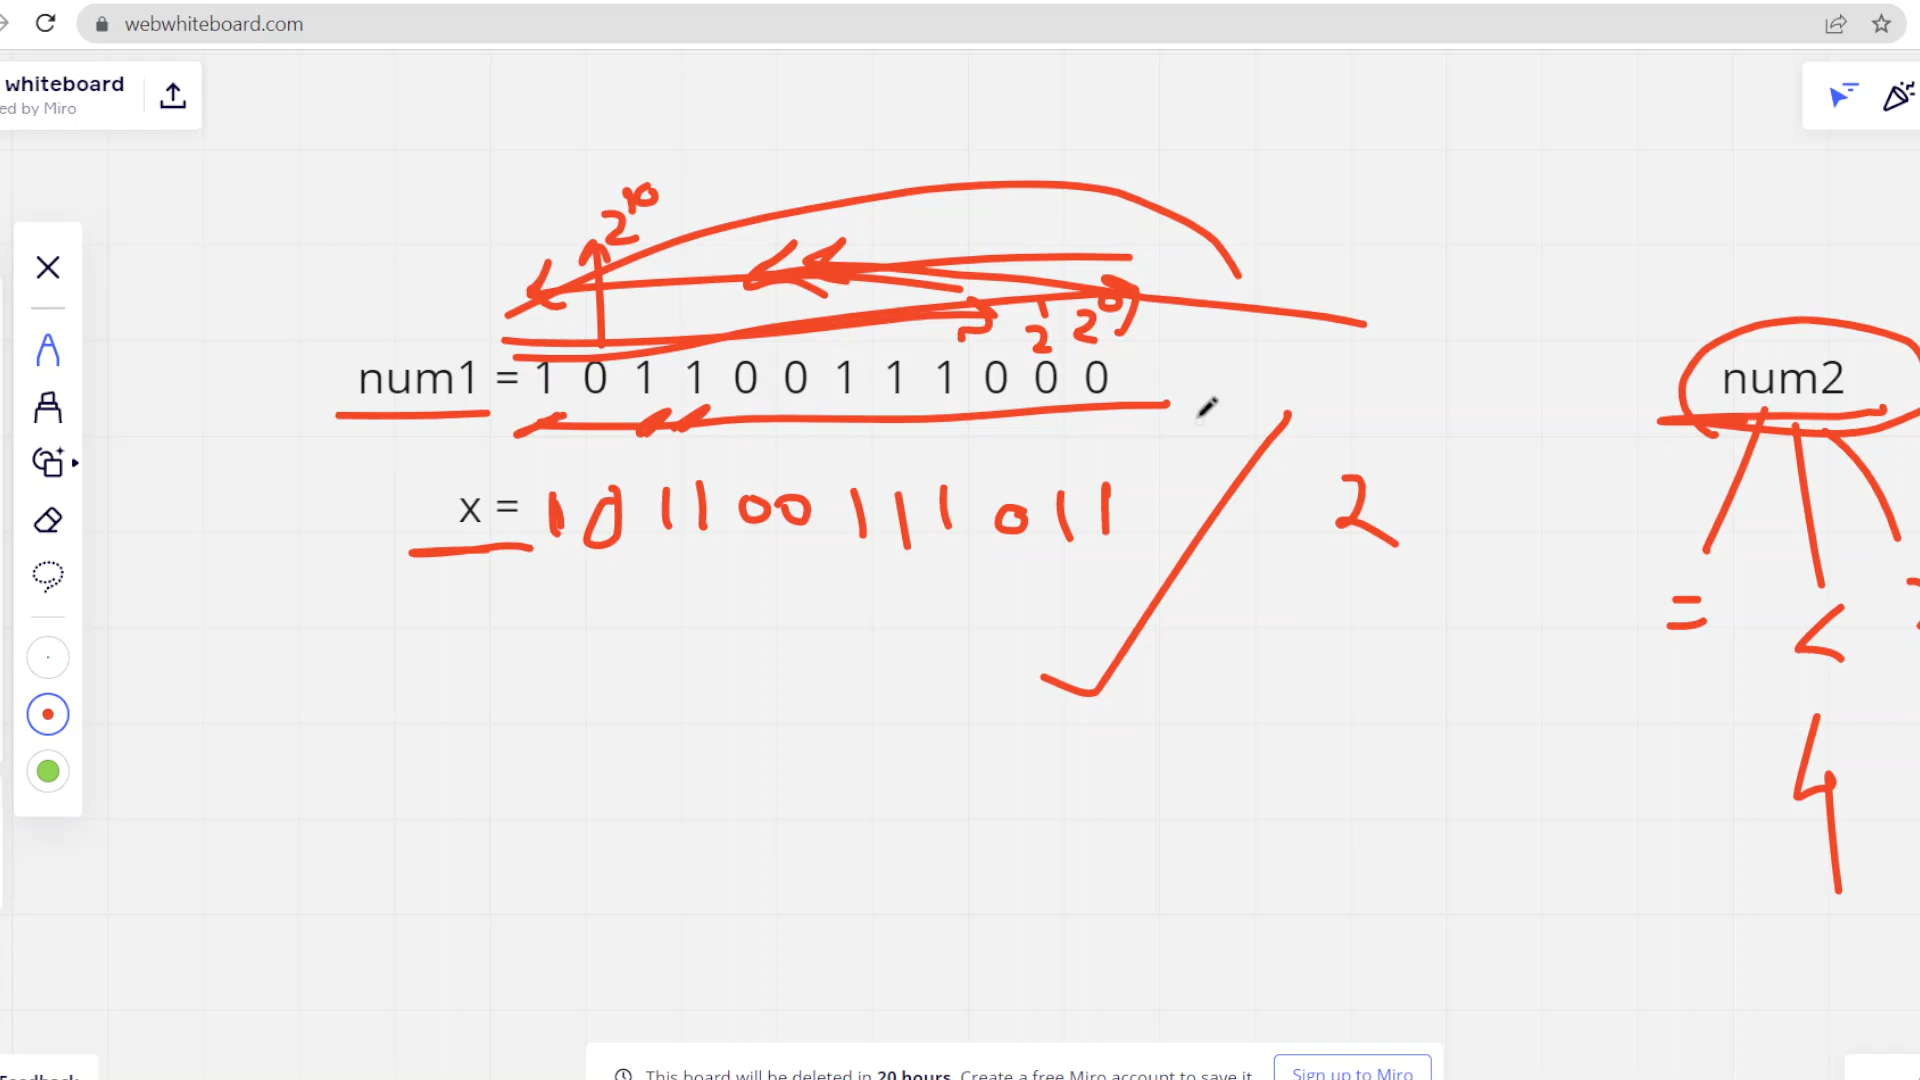 webwhiteboard.com
whiteboard
ed by Miro
2^10
2 2^0
num1 = 1 0 1 1 0 0 1 1 1 0 0 0
num2
x = 1 0 1 1 0 0 1 1 1 0 1 1
2
= <
4
This board will be deleted in 20 hours. Create a free Miro account to save it
Sign up to Miro
Feedback